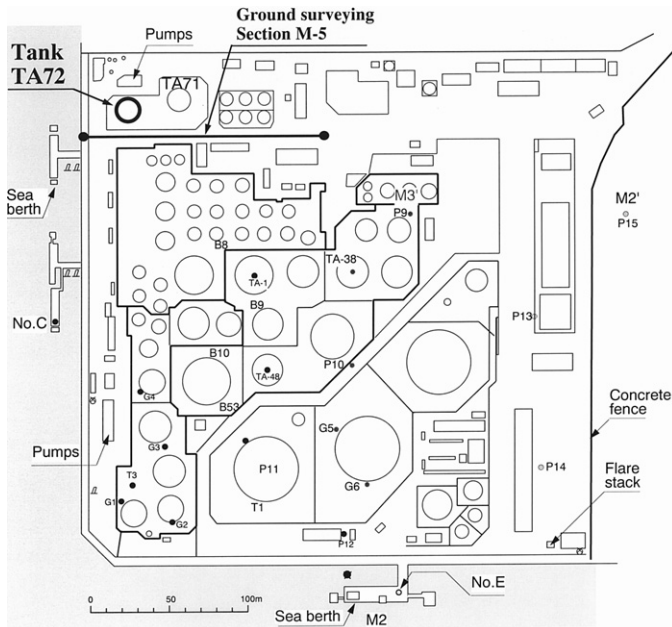 Ground surveying
Section M-5
Pumps
Tank
TA72
TA71
Sea
berth
M3'
M2'
P9
P15
B8
TA-38
TA-1
B9
No.C
P13
B10
P10
TA-48
G4
B53
Concrete
fence
G5
G3
Pumps
P11
P14
Flare
stack
T3
G6
G1
T1
G2
P12
No.E
0 50 100m
Sea berth
M2